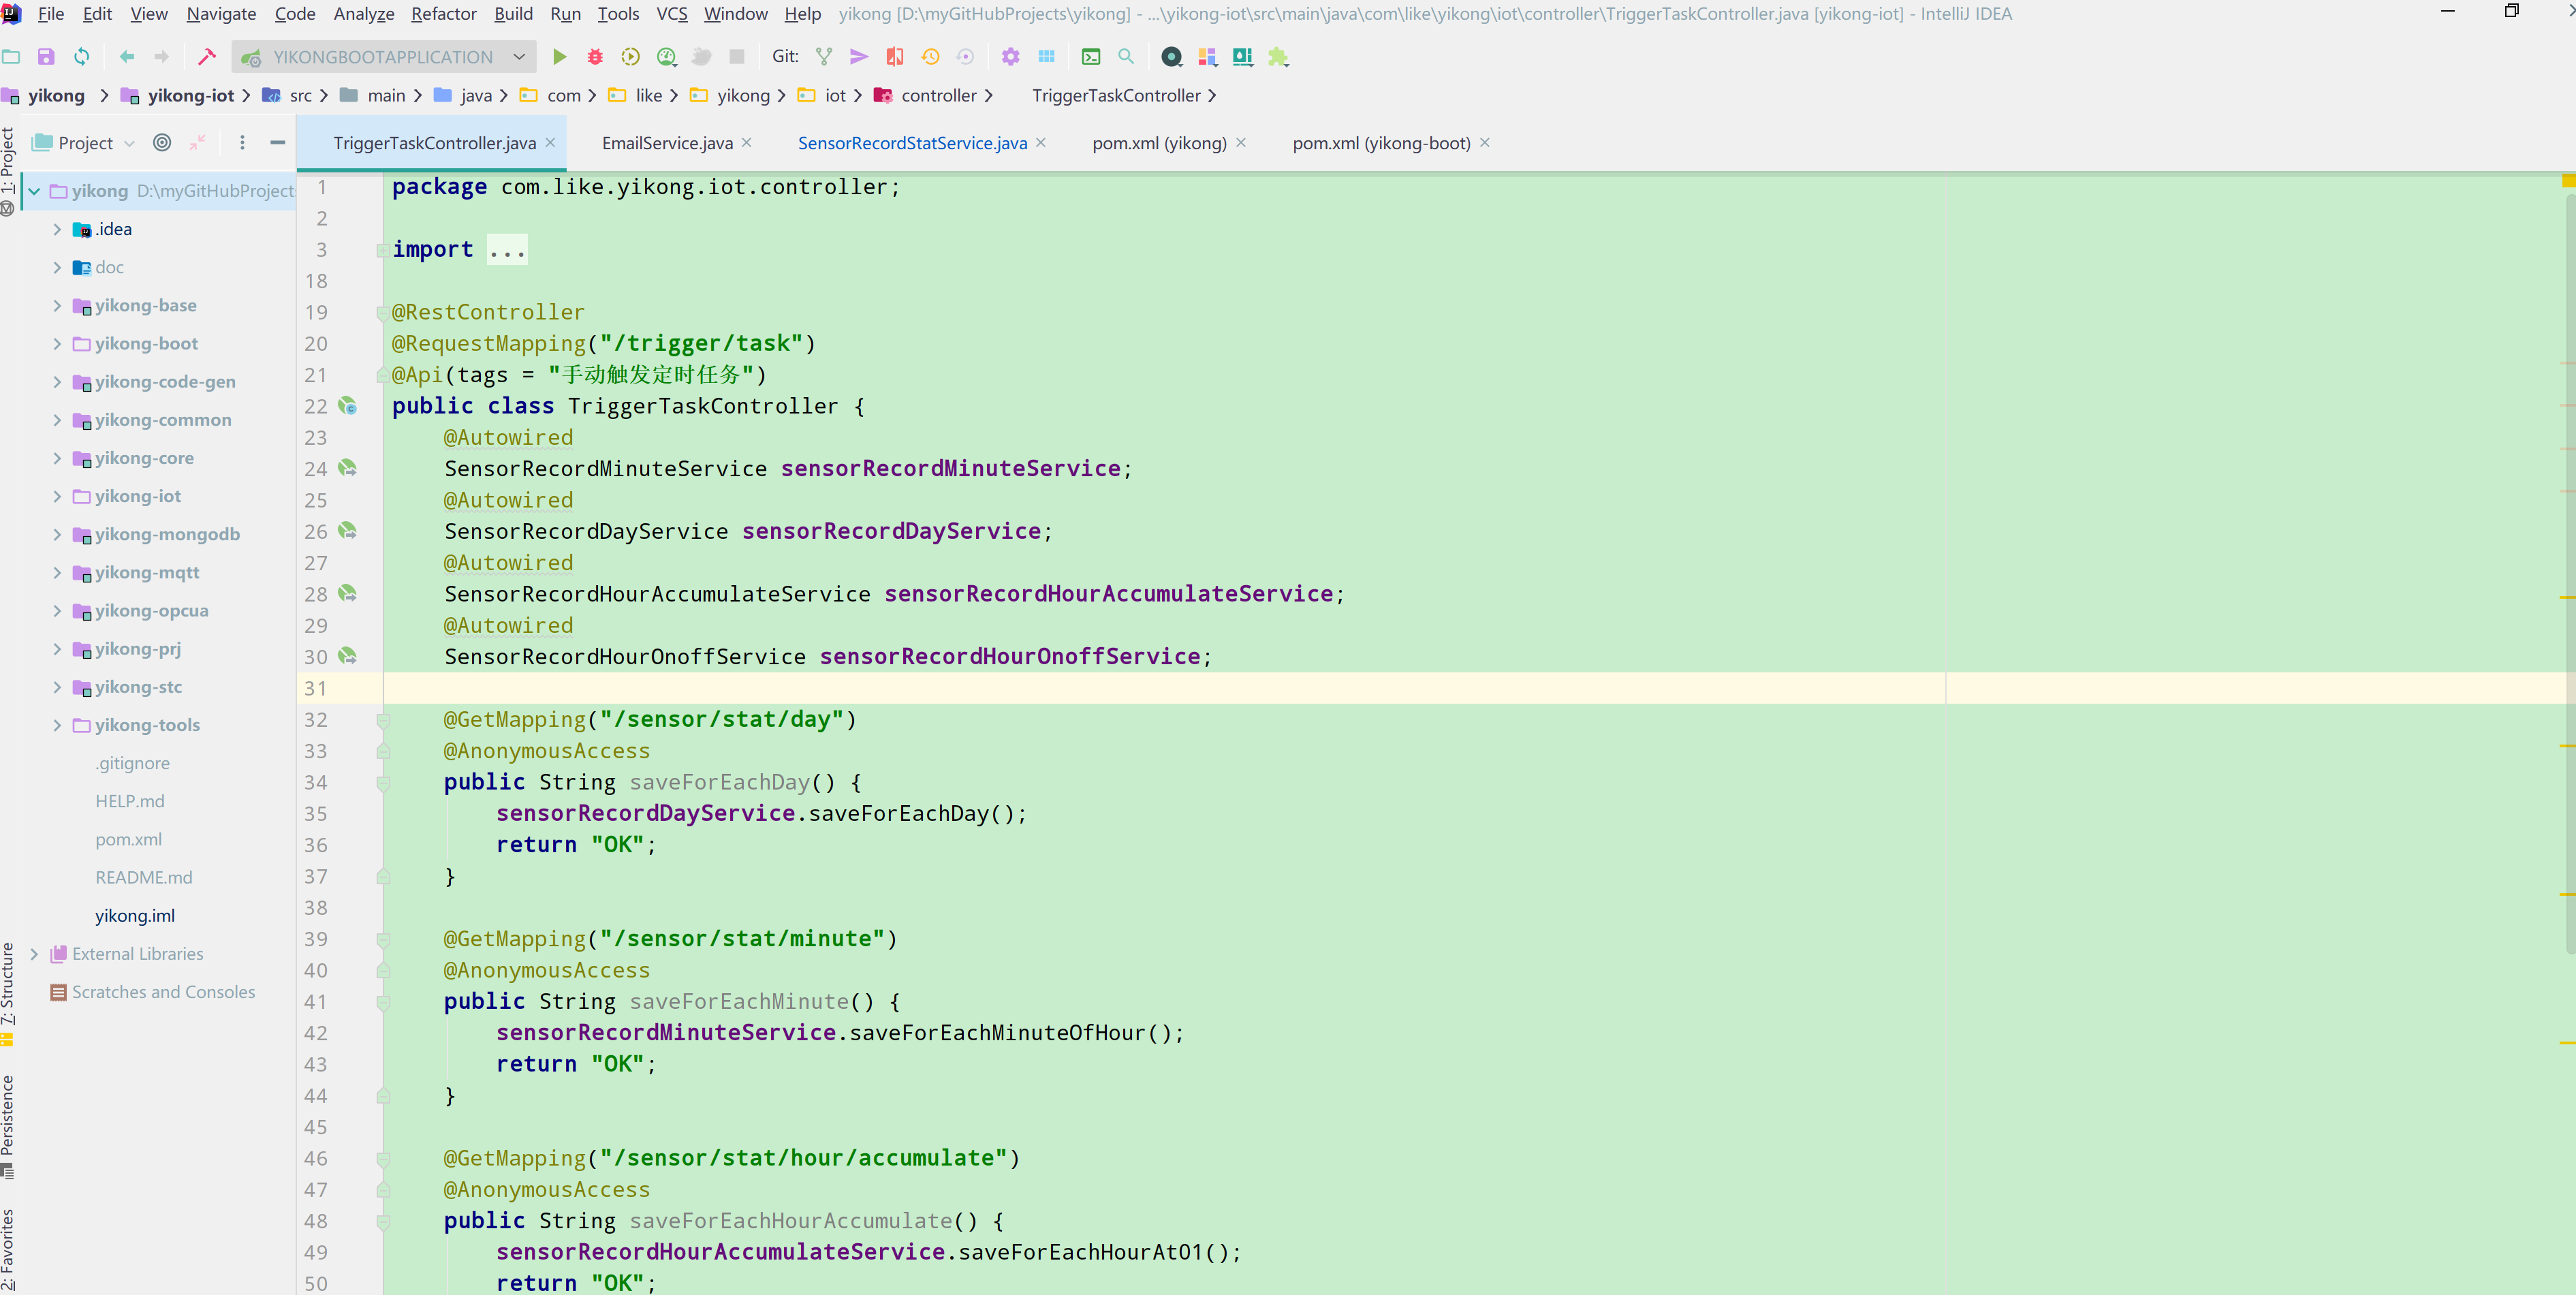 File Edit View Navigate Code Analyze Refactor Build Run Tools VCS Window Help yikong [D:\myGitHubProjects\yikong] - ...\yikong-iot\src\main\java\com\like\yikong\iot\controller\TriggerTaskController.java [yikong-iot] - IntelliJ IDEA
YIKONGBOOTAPPLICATION Git:
yikong yikong-iot src main java com like yikong iot controller TriggerTaskController
1: Project
7: Structure
Persistence
2: Favorites
Project
yikong D:\myGitHubProject
.idea
doc
yikong-base
yikong-boot
yikong-code-gen
yikong-common
yikong-core
yikong-iot
yikong-mongodb
yikong-mqtt
yikong-opcua
yikong-prj
yikong-stc
yikong-tools
.gitignore
HELP.md
pom.xml
README.md
yikong.iml
External Libraries
Scratches and Consoles
TriggerTaskController.java EmailService.java SensorRecordStatService.java pom.xml (yikong) pom.xml (yikong-boot)
1 package com.like.yikong.iot.controller;
2
3 import ...
18
19 @RestController
20 @RequestMapping("/trigger/task")
21 @Api(tags = "手动触发定时任务")
22 public class TriggerTaskController {
23 @Autowired
24 SensorRecordMinuteService sensorRecordMinuteService;
25 @Autowired
26 SensorRecordDayService sensorRecordDayService;
27 @Autowired
28 SensorRecordHourAccumulateService sensorRecordHourAccumulateService;
29 @Autowired
30 SensorRecordHourOnoffService sensorRecordHourOnoffService;
31
32 @GetMapping("/sensor/stat/day")
33 @AnonymousAccess
34 public String saveForEachDay() {
35 sensorRecordDayService.saveForEachDay();
36 return "OK";
37 }
38
39 @GetMapping("/sensor/stat/minute")
40 @AnonymousAccess
41 public String saveForEachMinute() {
42 sensorRecordMinuteService.saveForEachMinuteOfHour();
43 return "OK";
44 }
45
46 @GetMapping("/sensor/stat/hour/accumulate")
47 @AnonymousAccess
48 public String saveForEachHourAccumulate() {
49 sensorRecordHourAccumulateService.saveForEachHourAt01();
50 return "OK";